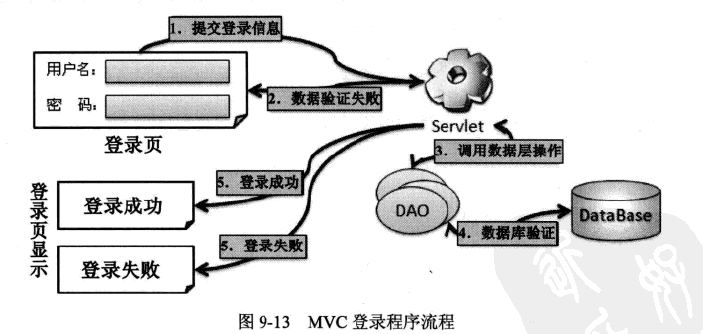 1. 提交登录信息
用户名:
密 码:
2. 数据验证失败
登录页
Servlet
3. 调用数据层操作
DAO
4. 数据库验证
DataBase
5. 登录成功
登录成功
5. 登录失败
登录失败
登录页显示
图 9-13 MVC 登录程序流程